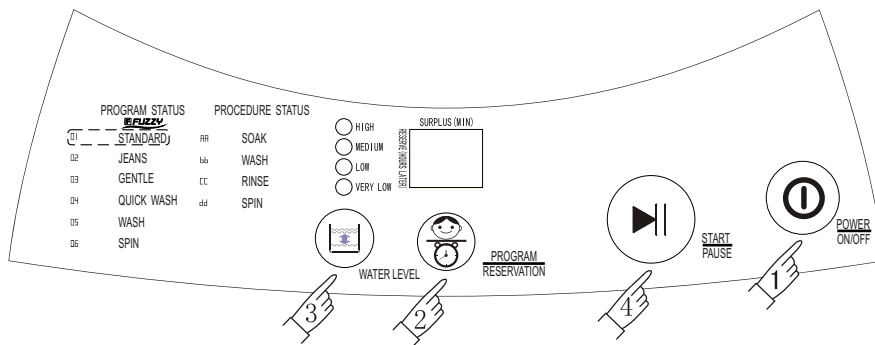 PROGRAM STATUS
FUZZY
01 STANDARD
02 JEANS
03 GENTLE
04 QUICK WASH
05 WASH
06 SPIN
PROCEDURE STATUS
AA SOAK
bb WASH
CC RINSE
dd SPIN
HIGH
MEDIUM
LOW
VERY LOW
SURPLUS(MIN)
RESERVE(HOURS LATER)
WATER LEVEL
PROGRAM
RESERVATION
START
PAUSE
POWER
ON/OFF
3
2
4
1